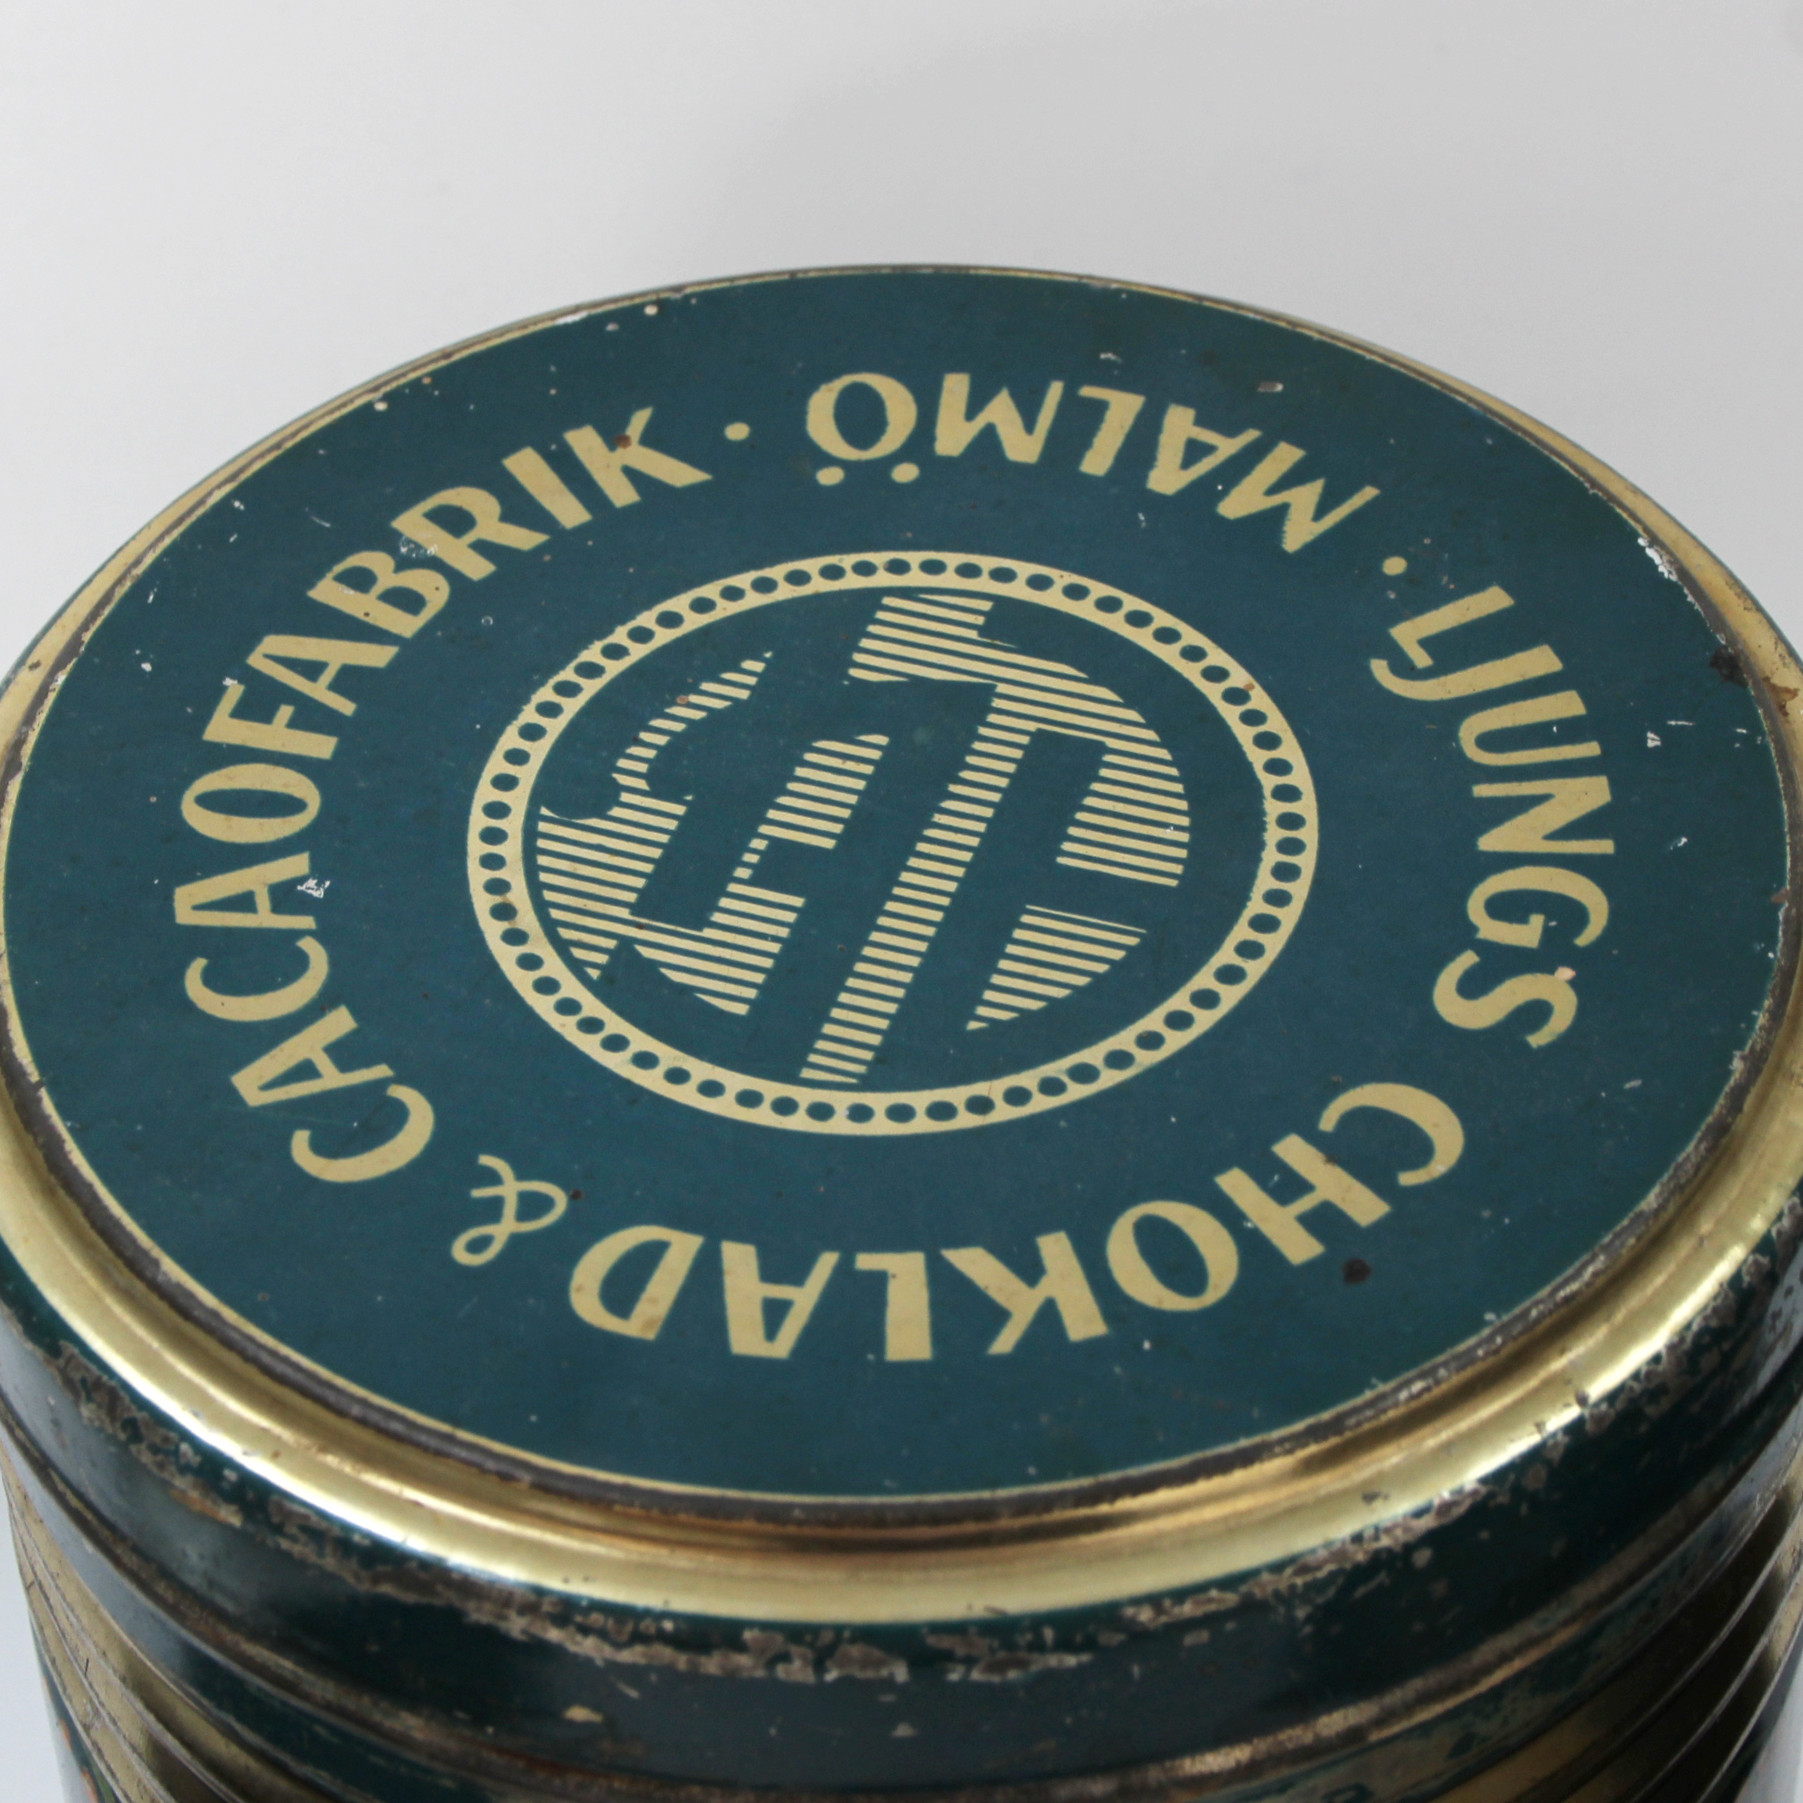 LJUNGS CHOKLAD & CACAOFABRIK · MALMÖ ·